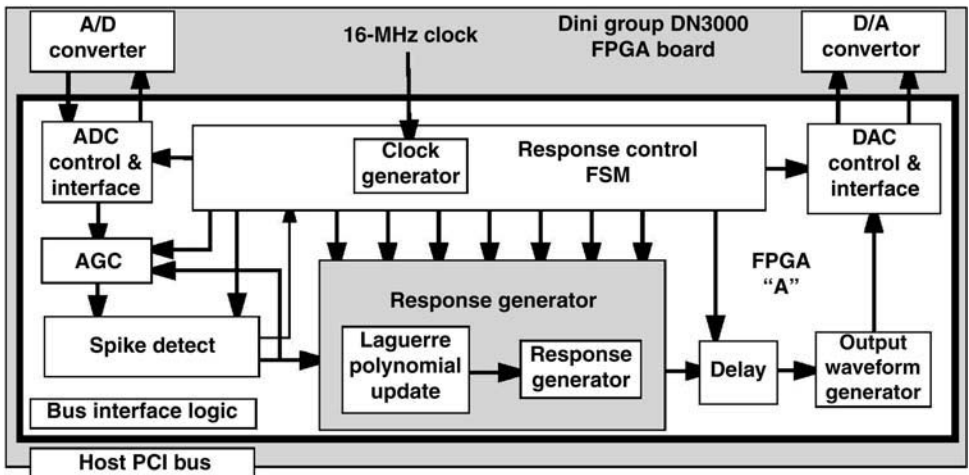 A/D
converter
16-MHz clock
Dini group DN3000
FPGA board
D/A
convertor
ADC
control &
interface
Clock
generator
Response control
FSM
DAC
control &
interface
AGC
Spike detect
Response generator
Laguerre
polynomial
update
Response
generator
FPGA
“A”
Delay
Output
waveform
generator
Bus interface logic
Host PCI bus